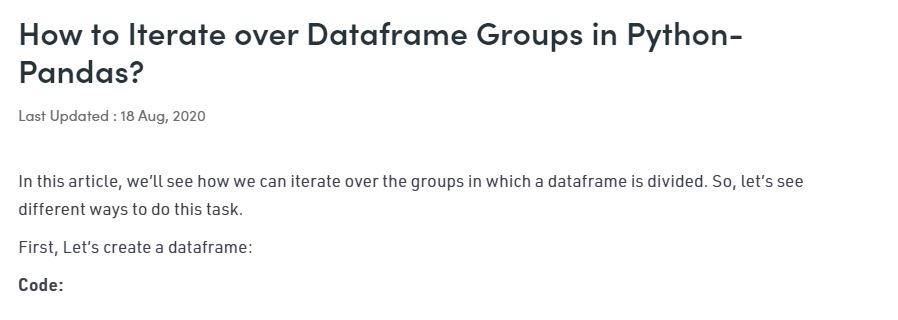 How to Iterate over Dataframe Groups in Python-
Pandas?
Last Updated : 18 Aug, 2020
In this article, we’ll see how we can iterate over the groups in which a dataframe is divided. So, let’s see
different ways to do this task.
First, Let’s create a dataframe:
Code: